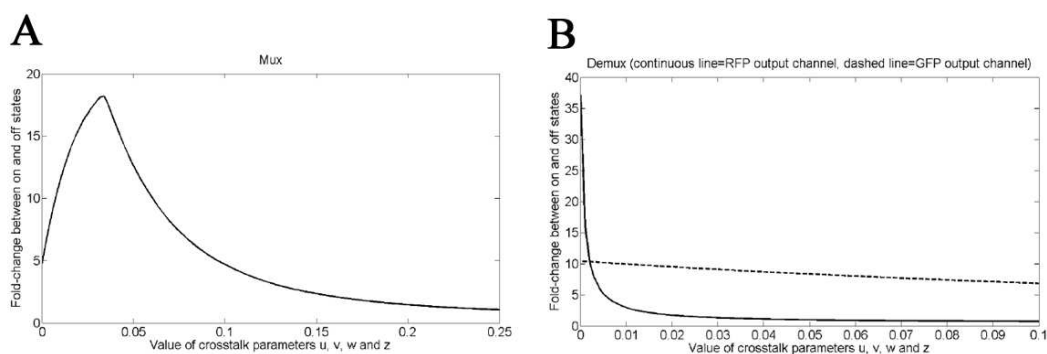 A
Mux
Fold-change between on and off states
20
15
10
5
0
0 0.05 0.1 0.15 0.2 0.25
Value of crosstalk parameters u, v, w and z
B
Demux (continuous line=RFP output channel, dashed line=GFP output channel)
Fold-change between on and off states
40
35
30
25
20
15
10
5
0
0 0.01 0.02 0.03 0.04 0.05 0.06 0.07 0.08 0.09 0.1
Value of crosstalk parameters u, v, w and z